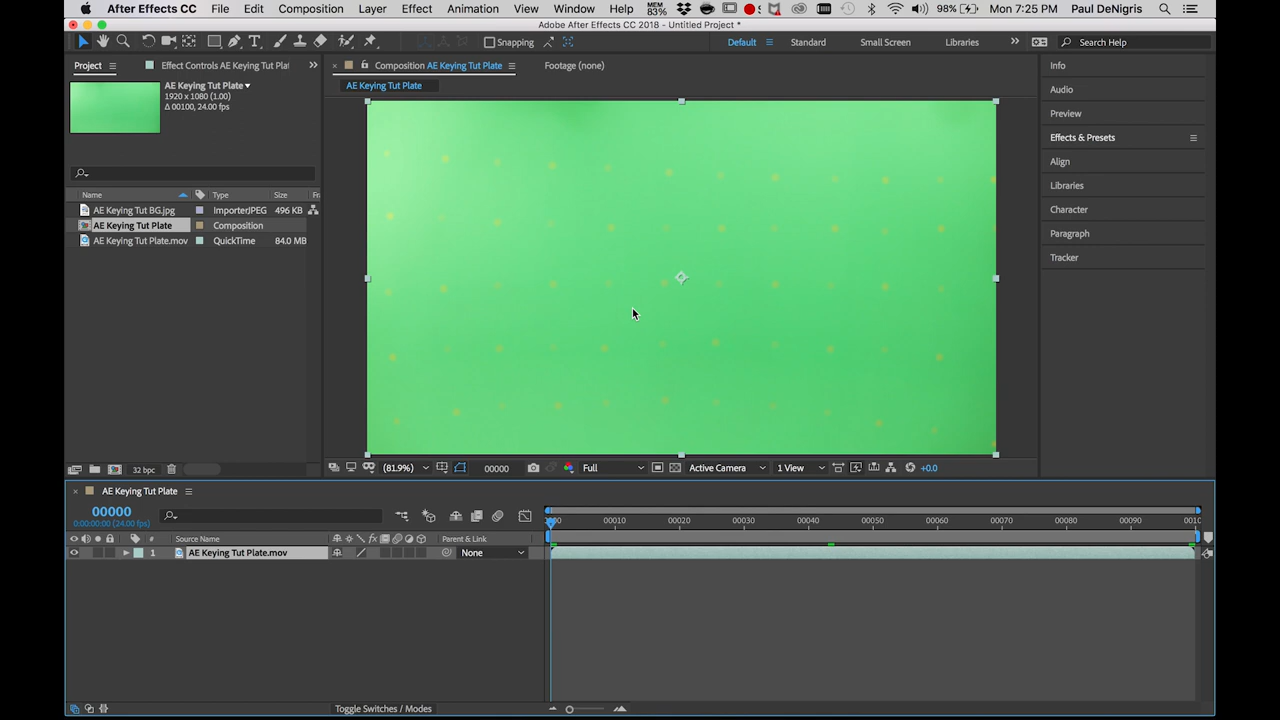 After Effects CC File Edit Composition Layer Effect Animation View Window Help MEM 83% 98% Mon 7:25 PM Paul DeNigris
Adobe After Effects CC 2018 - Untitled Project *
Snapping Default Standard Small Screen Libraries Search Help
Project Effect Controls AE Keying Tut Plat Composition AE Keying Tut Plate Footage (none) Info
AE Keying Tut Plate
AE Keying Tut Plate
1920 x 1080 (1.00)
Δ 00100, 24.00 fps
Audio
Preview
Effects & Presets
Align
Libraries
Character
Paragraph
Tracker
Name Type Size Fr
AE Keying Tut BG.jpg ImporterJPEG 496 KB
AE Keying Tut Plate Composition
AE Keying Tut Plate.mov QuickTime 84.0 MB
32 bpc (81.9%) 00000 Full Active Camera 1 View +0.0
AE Keying Tut Plate
00000
0:00:00:00 (24.00 fps)
00010 00020 00030 00040 00050 00060 00070 00080 00090 0010
# Source Name Parent & Link
1 AE Keying Tut Plate.mov None
Toggle Switches / Modes